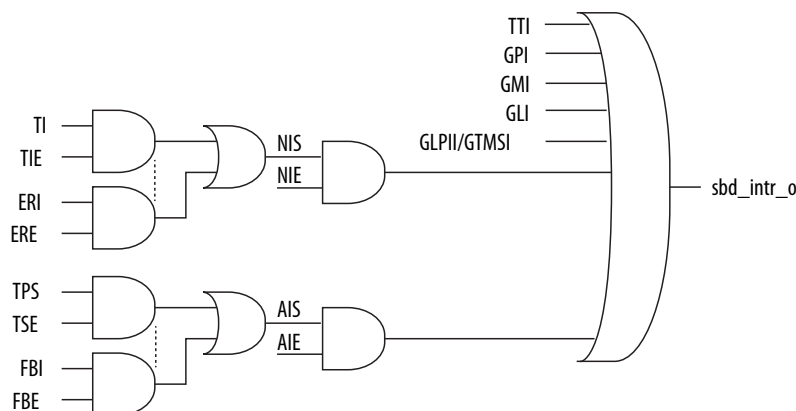 TTI
GPI
GMI
GLI
GLPII/GTMSI
TI
TIE
NIS
NIE
ERI
ERE
sbd_intr_o
TPS
TSE
AIS
AIE
FBI
FBE